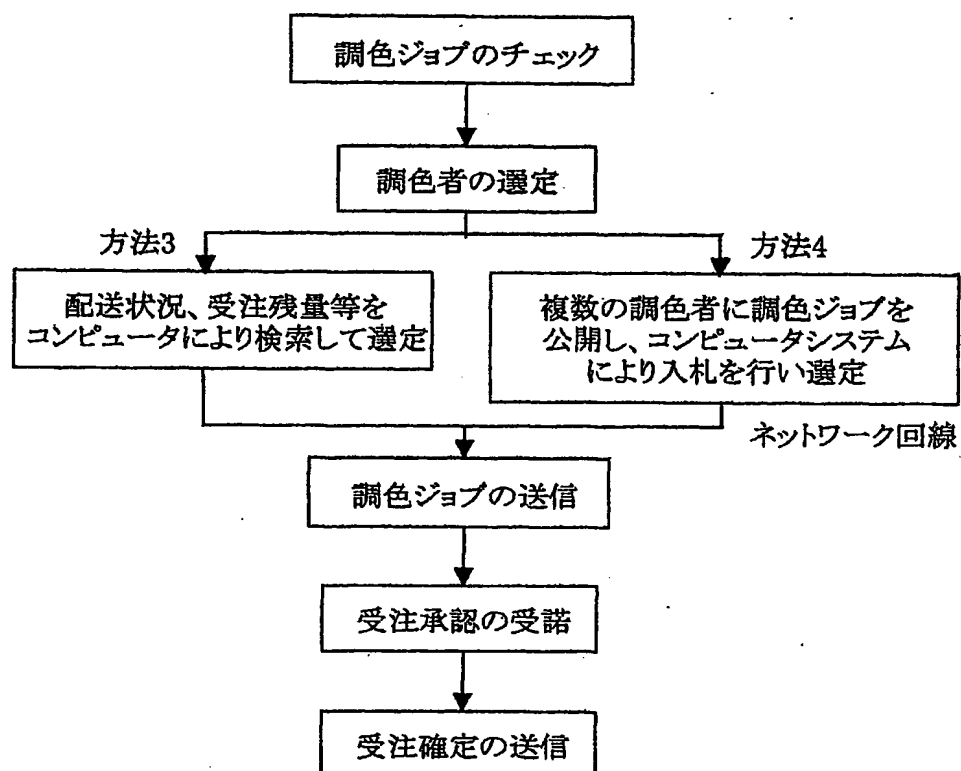 調色ジョブのチェック
調色者の選定
方法3
方法4
配送状況、受注残量等を
コンピュータにより検索して選定
複数の調色者に調色ジョブを
公開し、コンピュータシステム
により入札を行い選定
ネットワーク回線
調色ジョブの送信
受注承認の受諾
受注確定の送信